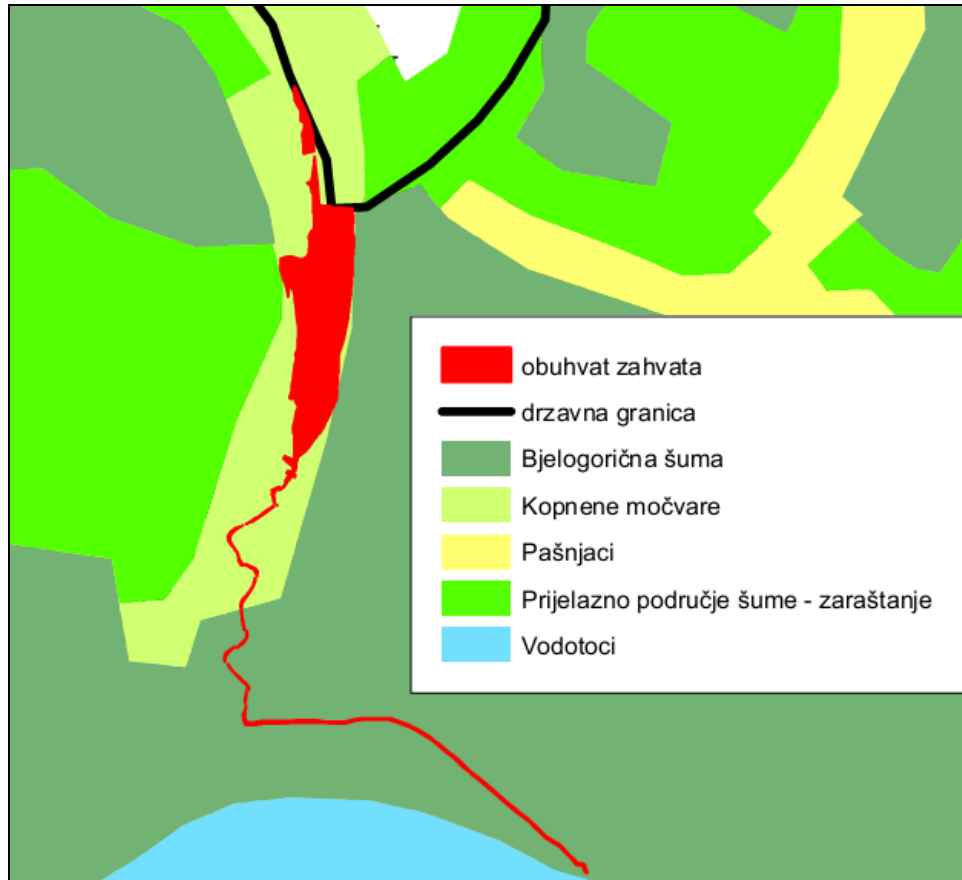 obuhvat zahvata
drzavna granica
Bjelogorična šuma
Kopnene močvare
Pašnjaci
Prijelazno područje šume - zaraštanje
Vodotoci